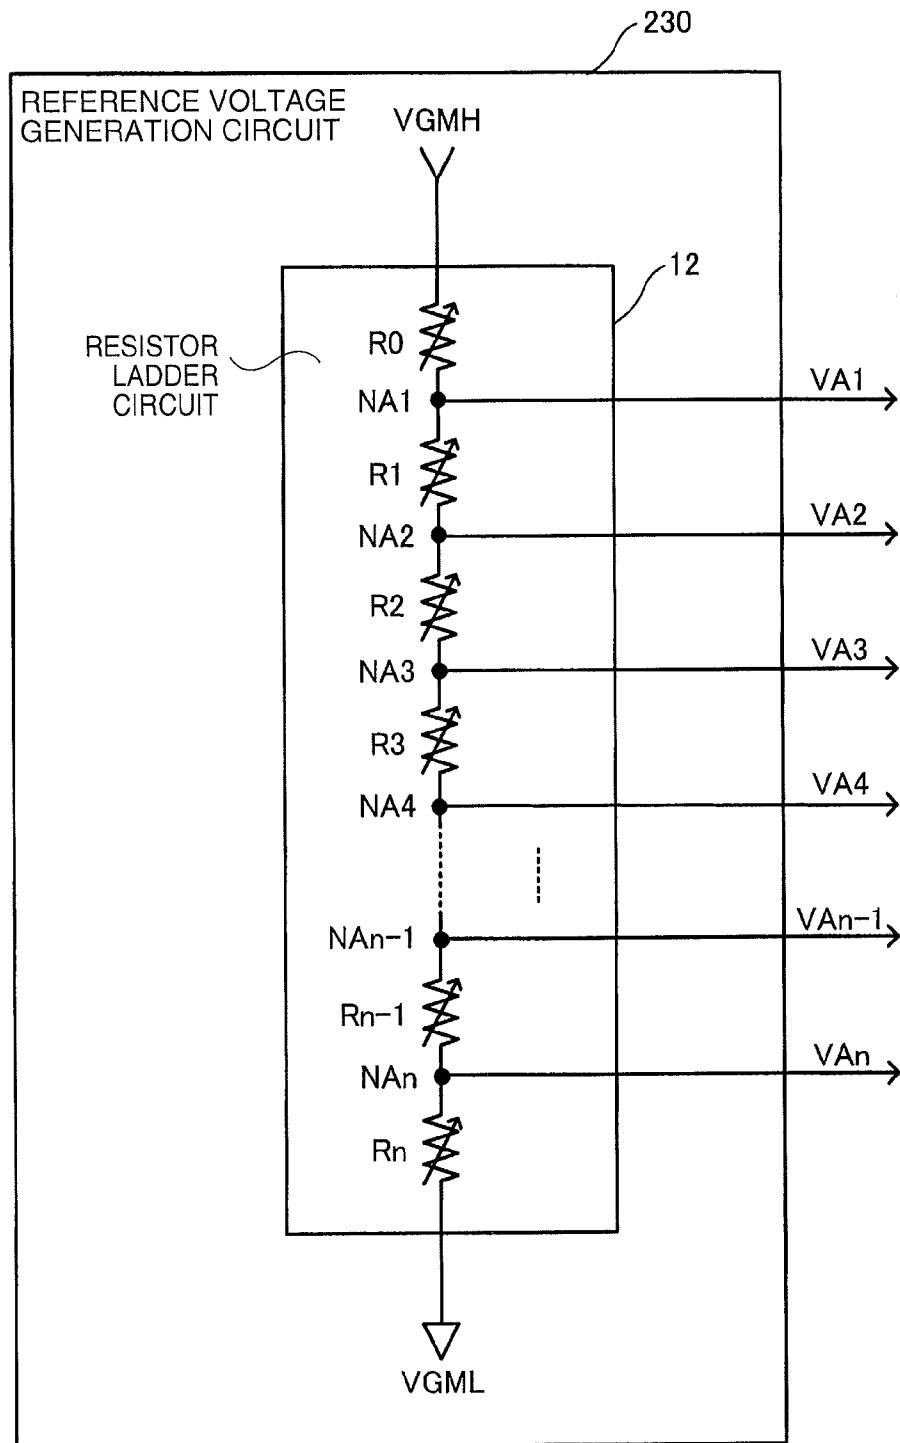 230
REFERENCE VOLTAGE
GENERATION CIRCUIT
VGMH
12
R0
RESISTOR
LADDER
CIRCUIT
NA1
VA1
R1
NA2
VA2
R2
NA3
VA3
R3
NA4
VA4
NAn-1
VAn-1
Rn-1
NAn
VAn
Rn
VGML